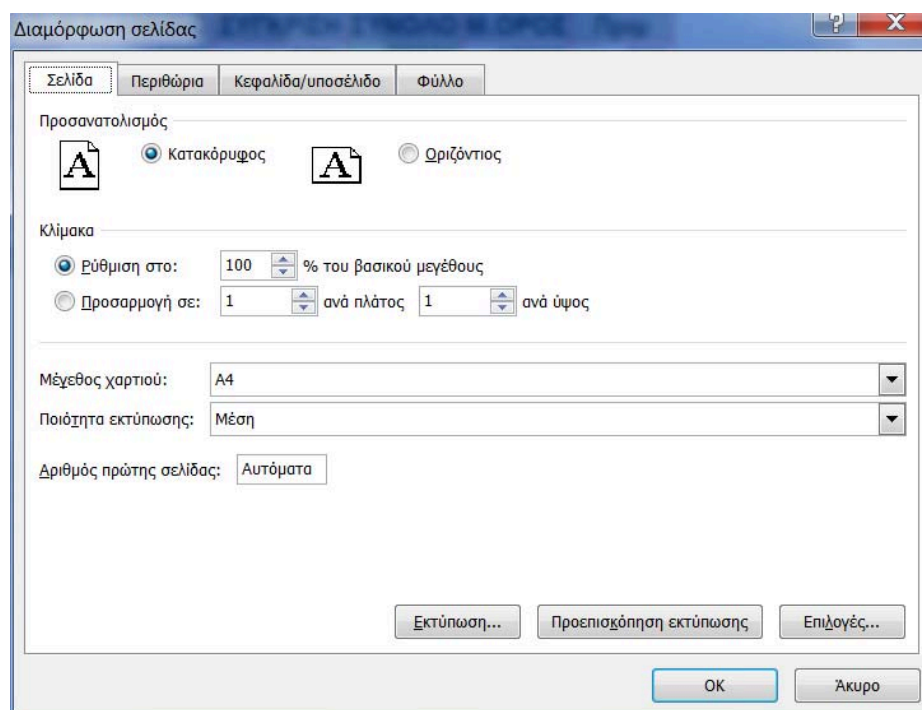 Διαμόρφωση σελίδας
Σελίδα Περιθώρια Κεφαλίδα/υποσέλιδο Φύλλο
Προσανατολισμός
A Κατακόρυφος A Οριζόντιος
Κλίμακα
Ρύθμιση στο: 100 % του βασικού μεγέθους
Προσαρμογή σε: 1 ανά πλάτος 1 ανά ύψος
Μέγεθος χαρτιού: A4
Ποιότητα εκτύπωσης: Μέση
Αριθμός πρώτης σελίδας: Αυτόματα
Εκτύπωση... Προεπισκόπηση εκτύπωσης Επιλογές...
OK Άκυρο